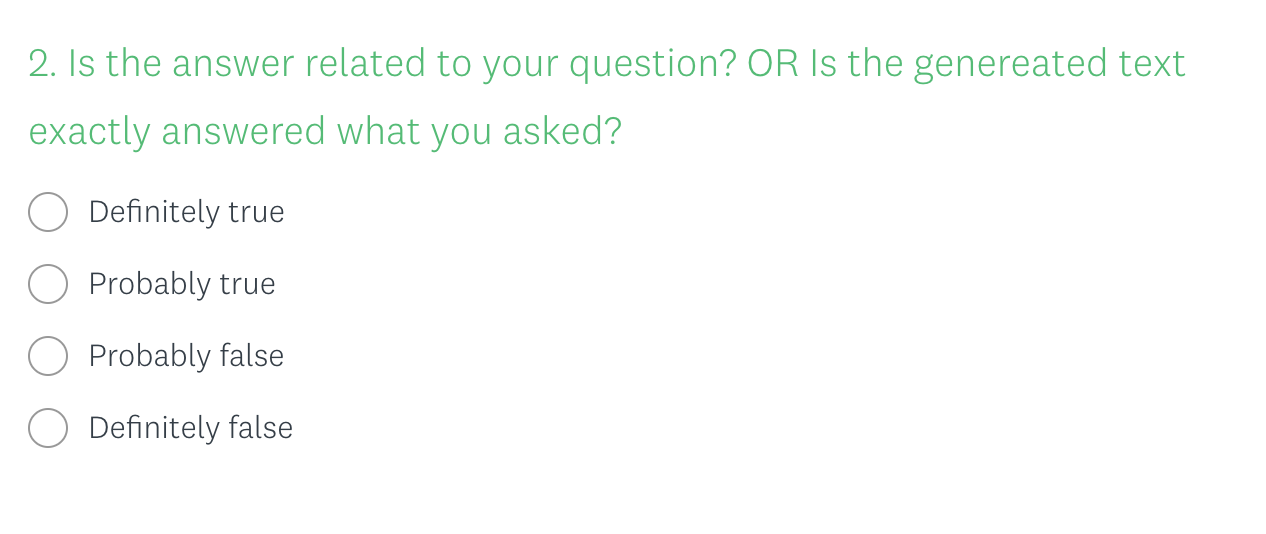 2. Is the answer related to your question? OR Is the genereated text
exactly answered what you asked?
Definitely true
Probably true
Probably false
Definitely false